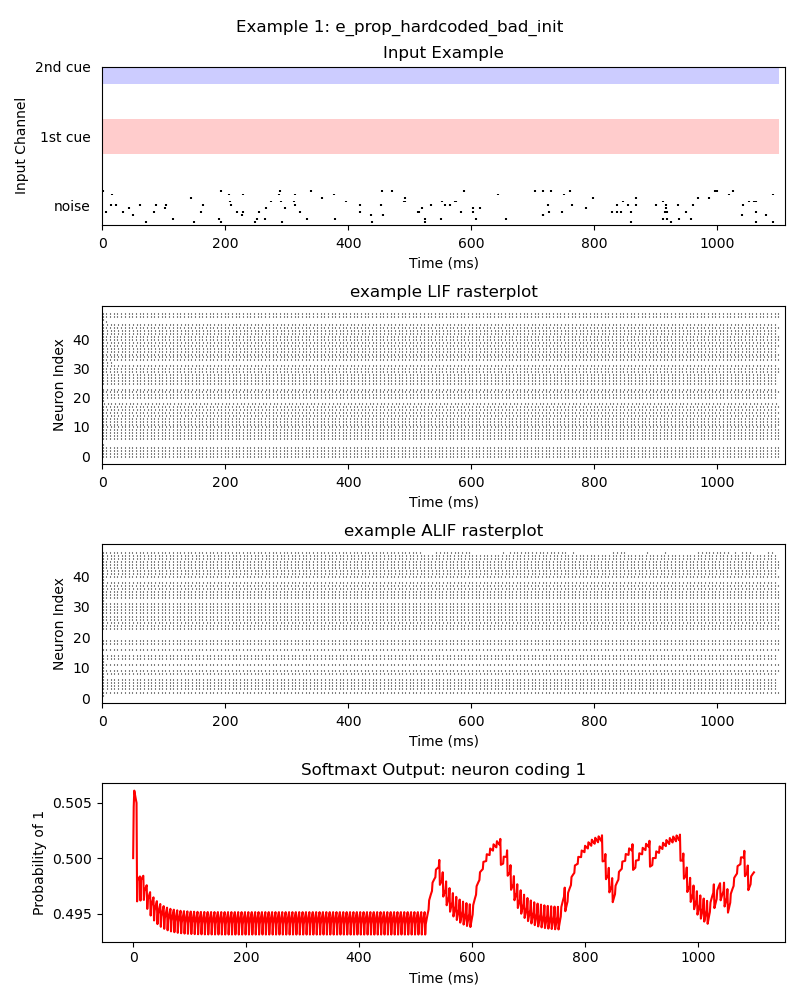 Example 1: e_prop_hardcoded_bad_init
Input Example
2nd cue
1st cue
noise
Input Channel
0 200 400 600 800 1000
Time (ms)
example LIF rasterplot
40
30
20
10
0
Neuron Index
0 200 400 600 800 1000
Time (ms)
example ALIF rasterplot
40
30
20
10
0
Neuron Index
0 200 400 600 800 1000
Time (ms)
Softmaxt Output: neuron coding 1
0.505
0.500
0.495
Probability of 1
0 200 400 600 800 1000
Time (ms)